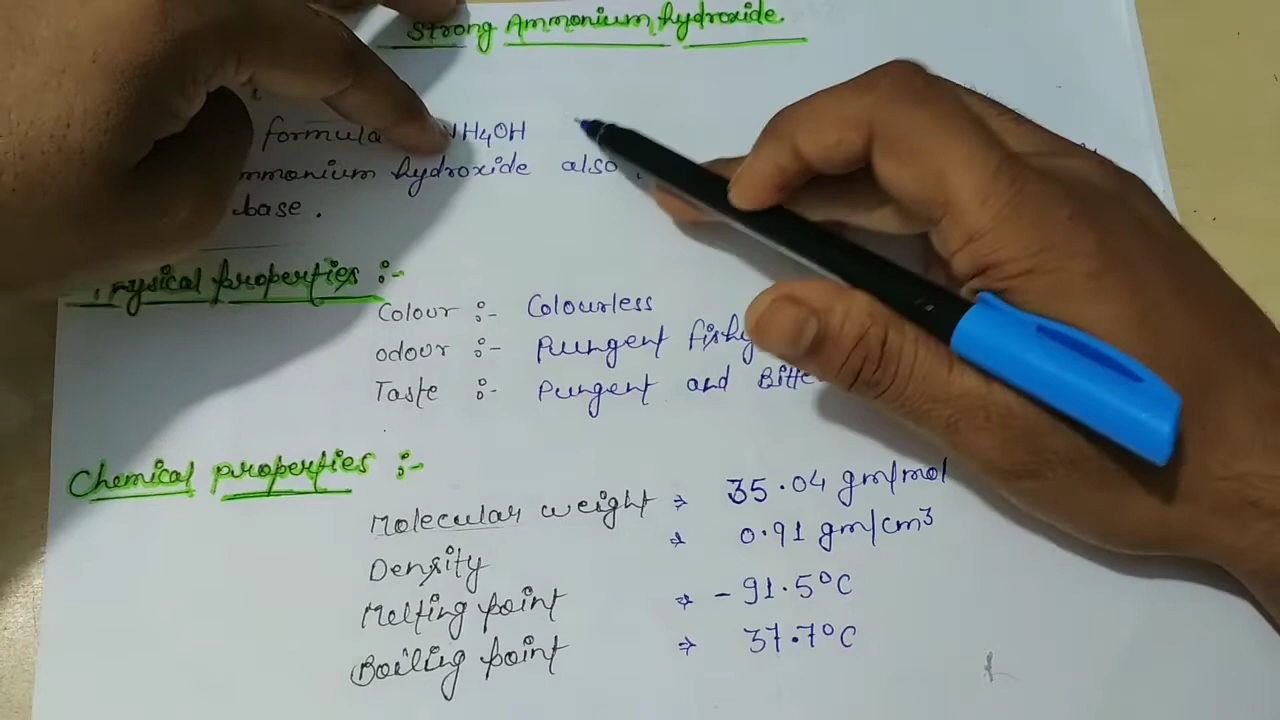 Strong Ammonium hydroxide.
formula NH4OH
mmonium hydroxide also
base.
Physical properties :-
Colour :- Colourless
odour :- Pungent fishy
Taste :- Pungent and Bitte
Chemical properties :-
Molecular weight → 35.04 gm/mol
Density → 0.91 gm/cm³
Melting point → - 91.5°C
Boiling point → 37.7°C